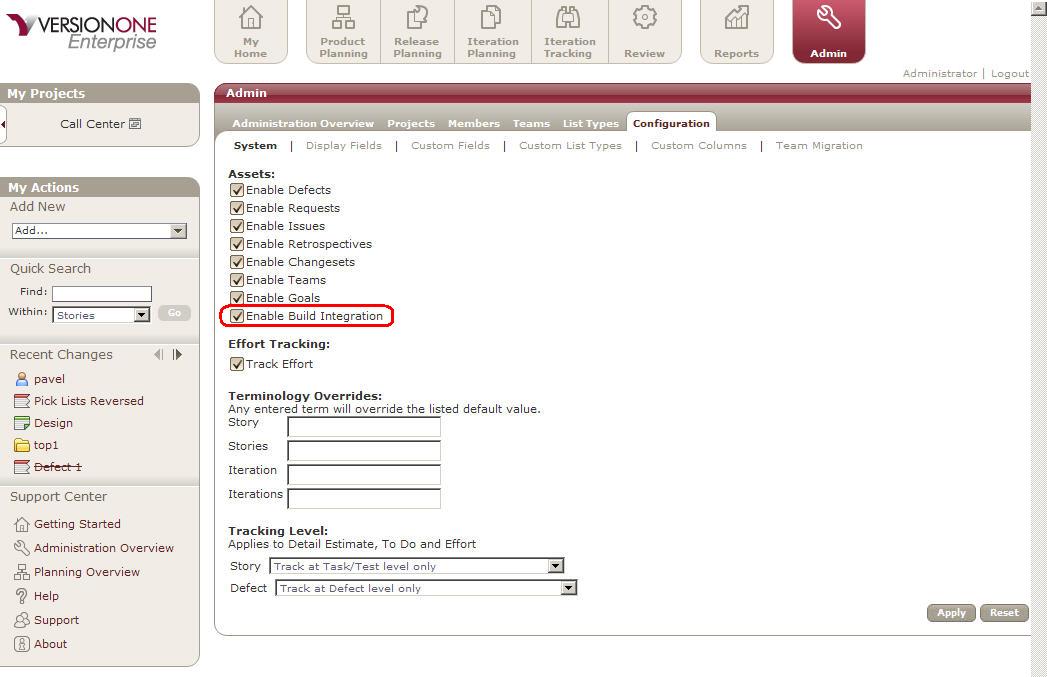 VERSIONONE
Enterprise
My Home
Product Planning
Release Planning
Iteration Planning
Iteration Tracking
Review
Reports
Admin
Administrator | Logout
My Projects
Call Center
My Actions
Add New
Add...
Quick Search
Find:
Within: Stories Go
Recent Changes
pavel
Pick Lists Reversed
Design
top1
Defect 1
Support Center
Getting Started
Administration Overview
Planning Overview
Help
Support
About
Admin
Administration Overview Projects Members Teams List Types Configuration
System | Display Fields | Custom Fields | Custom List Types | Custom Columns | Team Migration
Assets:
Enable Defects
Enable Requests
Enable Issues
Enable Retrospectives
Enable Changesets
Enable Teams
Enable Goals
Enable Build Integration
Effort Tracking:
Track Effort
Terminology Overrides:
Any entered term will override the listed default value.
Story
Stories
Iteration
Iterations
Tracking Level:
Applies to Detail Estimate, To Do and Effort
Story Track at Task/Test level only
Defect Track at Defect level only
Apply Reset